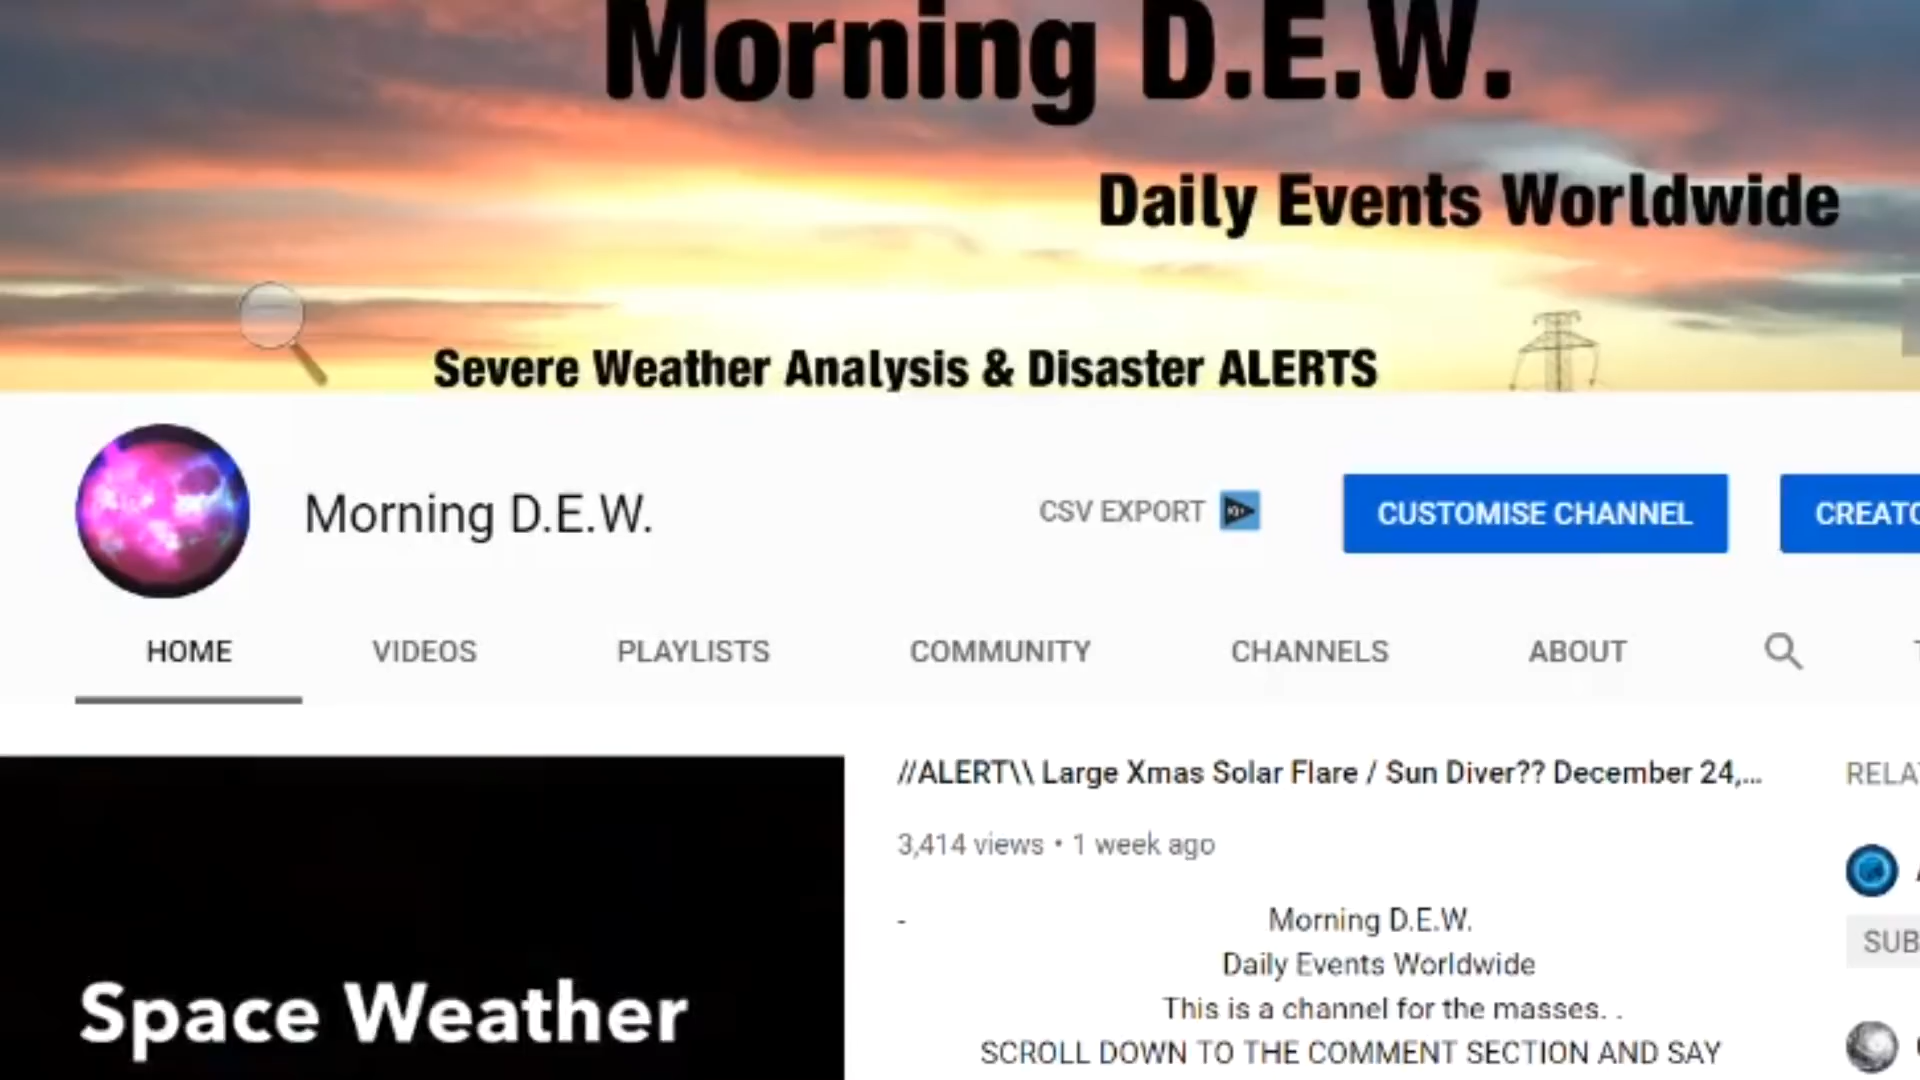 Morning D.E.W.
Daily Events Worldwide
Severe Weather Analysis & Disaster ALERTS
Morning D.E.W.
CSV EXPORT
CUSTOMISE CHANNEL
HOME
VIDEOS
PLAYLISTS
COMMUNITY
CHANNELS
ABOUT
//ALERT\\ Large Xmas Solar Flare / Sun Diver?? December 24,...
3,414 views • 1 week ago
- Morning D.E.W.
Daily Events Worldwide
This is a channel for the masses. .
SCROLL DOWN TO THE COMMENT SECTION AND SAY
Space Weather